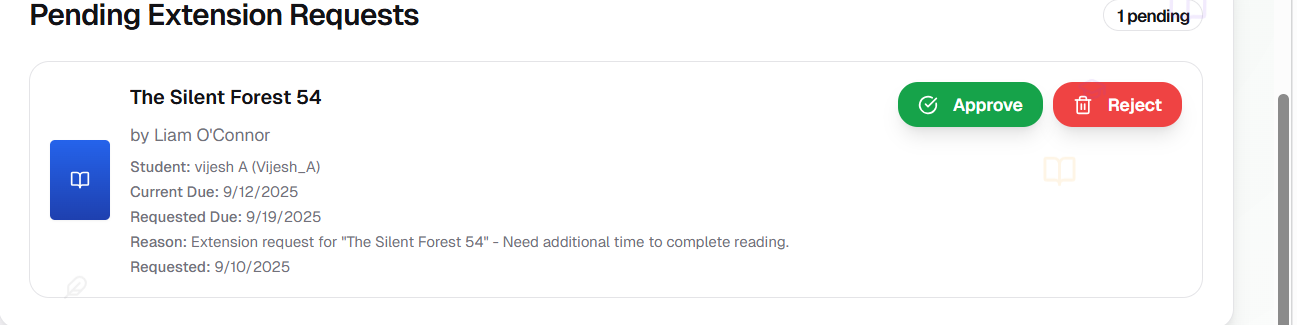 Pending Extension Requests
1 pending
The Silent Forest 54
Approve
Reject
by Liam O'Connor
Student: vijesh A (Vijesh_A)
Current Due: 9/12/2025
Requested Due: 9/19/2025
Reason: Extension request for "The Silent Forest 54" - Need additional time to complete reading.
Requested: 9/10/2025